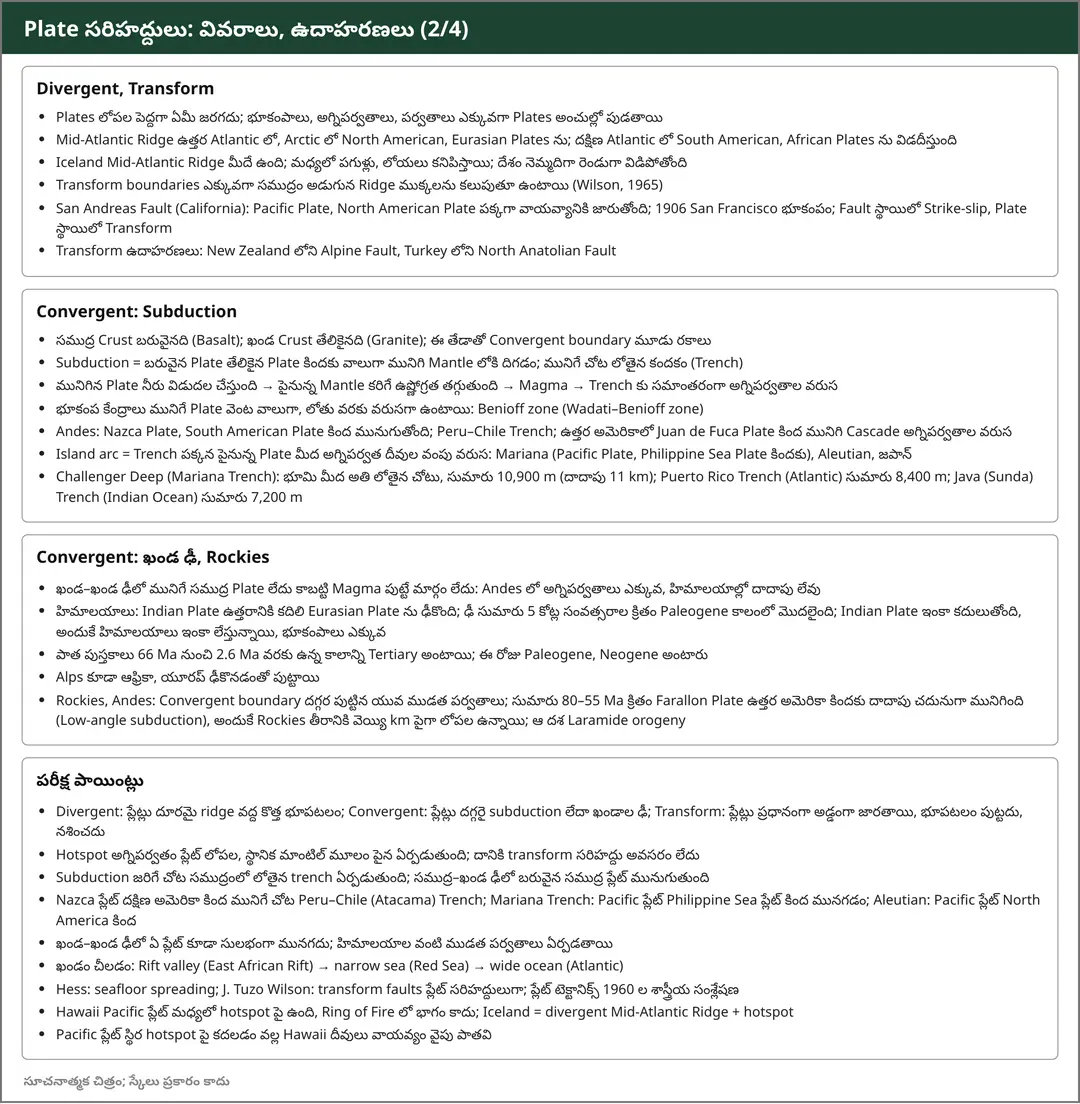 Plate సరిహద్దులు: వివరాలు, ఉదాహరణలు (2/4)
Divergent, Transform
• Plates లోపల పెద్దగా ఏమీ జరగదు; భూకంపాలు, అగ్నిపర్వతాలు, పర్వతాలు ఎక్కువగా Plates అంచుల్లో పుడతాయి
• Mid-Atlantic Ridge ఉత్తర Atlantic లో, Arctic లో North American, Eurasian Plates ను; దక్షిణ Atlantic లో South American, African Plates ను విడదీస్తుంది
• Iceland Mid-Atlantic Ridge మీదే ఉంది; మధ్యలో పగుళ్లు, లోయలు కనిపిస్తాయి; దేశం నెమ్మదిగా రెండుగా విడిపోతోంది
• Transform boundaries ఎక్కువగా సముద్రం అడుగున Ridge ముక్కలను కలుపుతూ ఉంటాయి (Wilson, 1965)
• San Andreas Fault (California): Pacific Plate, North American Plate పక్కగా వాయవ్యానికి జారుతోంది; 1906 San Francisco భూకంపం; Fault స్థాయిలో Strike-slip, Plate
స్థాయిలో Transform
• Transform ఉదాహరణలు: New Zealand లోని Alpine Fault, Turkey లోని North Anatolian Fault
Convergent: Subduction
• సముద్ర Crust బరువైనది (Basalt); ఖండ Crust తేలికైనది (Granite); ఈ తేడాతో Convergent boundary మూడు రకాలు
• Subduction = బరువైన Plate తేలికైన Plate కిందకు వాలుగా మునిగి Mantle లోకి దిగడం; మునిగే చోట లోతైన కందకం (Trench)
• మునిగిన Plate నీరు విడుదల చేస్తుంది → పైనున్న Mantle కరిగే ఉష్ణోగ్రత తగ్గుతుంది → Magma → Trench కు సమాంతరంగా అగ్నిపర్వతాల వరుస
• భూకంప కేంద్రాలు మునిగే Plate వెంట వాలుగా, లోతు వరకు వరుసగా ఉంటాయి: Benioff zone (Wadati–Benioff zone)
• Andes: Nazca Plate, South American Plate కింద మునుగుతోంది; Peru–Chile Trench; ఉత్తర అమెరికాలో Juan de Fuca Plate కింద మునిగి Cascade అగ్నిపర్వతాల వరుస
• Island arc = Trench పక్కన పైనున్న Plate మీద అగ్నిపర్వత దీవుల వంపు వరుస: Mariana (Pacific Plate, Philippine Sea Plate కిందకు), Aleutian, జపాన్
• Challenger Deep (Mariana Trench): భూమి మీద అతి లోతైన చోటు, సుమారు 10,900 m (దాదాపు 11 km); Puerto Rico Trench (Atlantic) సుమారు 8,400 m; Java (Sunda)
Trench (Indian Ocean) సుమారు 7,200 m
Convergent: ఖండ ఢీ, Rockies
• ఖండ–ఖండ ఢీలో మునిగే సముద్ర Plate లేదు కాబట్టి Magma పుట్టే మార్గం లేదు: Andes లో అగ్నిపర్వతాలు ఎక్కువ, హిమాలయాల్లో దాదాపు లేవు
• హిమాలయాలు: Indian Plate ఉత్తరానికి కదిలి Eurasian Plate ను ఢీకొంది; ఢీ సుమారు 5 కోట్ల సంవత్సరాల క్రితం Paleogene కాలంలో మొదలైంది; Indian Plate ఇంకా కదులుతోంది,
అందుకే హిమాలయాలు ఇంకా లేస్తున్నాయి, భూకంపాలు ఎక్కువ
• పాత పుస్తకాలు 66 Ma నుంచి 2.6 Ma వరకు ఉన్న కాలాన్ని Tertiary అంటాయి; ఈ రోజు Paleogene, Neogene అంటారు
• Alps కూడా ఆఫ్రికా, యూరప్ ఢీకొనడంతో పుట్టాయి
• Rockies, Andes: Convergent boundary దగ్గర పుట్టిన యువ ముడత పర్వతాలు; సుమారు 80–55 Ma క్రితం Farallon Plate ఉత్తర అమెరికా కిందకు దాదాపు చదునుగా మునిగింది
(Low-angle subduction), అందుకే Rockies తీరానికి వెయ్యి km పైగా లోపల ఉన్నాయి; ఆ దశ Laramide orogeny
పరీక్ష పాయింట్లు
• Divergent: ప్లేట్లు దూరమై ridge వద్ద కొత్త భూపటలం; Convergent: ప్లేట్లు దగ్గరై subduction లేదా ఖండాల ఢీ; Transform: ప్లేట్లు ప్రధానంగా అడ్డంగా జారతాయి, భూపటలం పుట్టదు,
నశించదు
• Hotspot అగ్నిపర్వతం ప్లేట్ లోపల, స్థానిక మాంటిల్ మూలం పైన ఏర్పడుతుంది; దానికి transform సరిహద్దు అవసరం లేదు
• Subduction జరిగే చోట సముద్రంలో లోతైన trench ఏర్పడుతుంది; సముద్ర–ఖండ ఢీలో బరువైన సముద్ర ప్లేట్ మునుగుతుంది
• Nazca ప్లేట్ దక్షిణ అమెరికా కింద మునిగే చోట Peru–Chile (Atacama) Trench; Mariana Trench: Pacific ప్లేట్ Philippine Sea ప్లేట్ కింద మునగడం; Aleutian: Pacific ప్లేట్ North
America కింద
• ఖండ–ఖండ ఢీలో ఏ ప్లేట్ కూడా సులభంగా మునగదు; హిమాలయాల వంటి ముడత పర్వతాలు ఏర్పడతాయి
• ఖండం చీలడం: Rift valley (East African Rift) → narrow sea (Red Sea) → wide ocean (Atlantic)
• Hess: seafloor spreading; J. Tuzo Wilson: transform faults ప్లేట్ సరిహద్దులుగా; ప్లేట్ టెక్టానిక్స్ 1960 ల శాస్త్రీయ సంశ్లేషణ
• Hawaii Pacific ప్లేట్ మధ్యలో hotspot పై ఉంది, Ring of Fire లో భాగం కాదు; Iceland = divergent Mid-Atlantic Ridge + hotspot
• Pacific ప్లేట్ స్థిర hotspot పై కదలడం వల్ల Hawaii దీవులు వాయవ్యం వైపు పాతవి
సూచనాత్మక చిత్రం; స్కేలు ప్రకారం కాదు